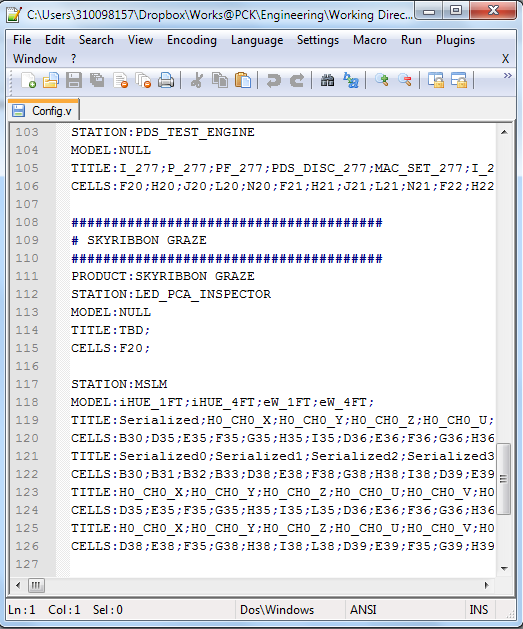 C:\Users\310098157\Dropbox\Works@PCK\Engineering\Working Direc...
File Edit Search View Encoding Language Settings Macro Run Plugins
Window ? X
Config.v
103 STATION:PDS_TEST_ENGINE
104 MODEL:NULL
105 TITLE:I_277;P_277;PF_277;PDS_DISC_277;MAC_SET_277;I_2
106 CELLS:F20;H20;J20;L20;N20;F21;H21;J21;L21;N21;F22;H22
107
108 #######################################
109 # SKYRIBBON GRAZE
110 #######################################
111 PRODUCT:SKYRIBBON GRAZE
112 STATION:LED_PCA_INSPECTOR
113 MODEL:NULL
114 TITLE:TBD;
115 CELLS:F20;
116
117 STATION:MSLM
118 MODEL:iHUE_1FT;iHUE_4FT;eW_1FT;eW_4FT;
119 TITLE:Serialized;H0_CH0_X;H0_CH0_Y;H0_CH0_Z;H0_CH0_U;
120 CELLS:B30;D35;E35;F35;G35;H35;I35;D36;E36;F36;G36;H36
121 TITLE:Serialized0;Serialized1;Serialized2;Serialized3
122 CELLS:B30;B31;B32;B33;D38;E38;F38;G38;H38;I38;D39;E39
123 TITLE:H0_CH0_X;H0_CH0_Y;H0_CH0_Z;H0_CH0_U;H0_CH0_V;H0
124 CELLS:D35;E35;F35;G35;H35;I35;L35;D36;E36;F36;G36;H36
125 TITLE:H0_CH0_X;H0_CH0_Y;H0_CH0_Z;H0_CH0_U;H0_CH0_V;H0
126 CELLS:D38;E38;F35;G38;H38;I38;L38;D39;E39;F35;G39;H39
127
Ln:1 Col:1 Sel:0 Dos\Windows ANSI INS